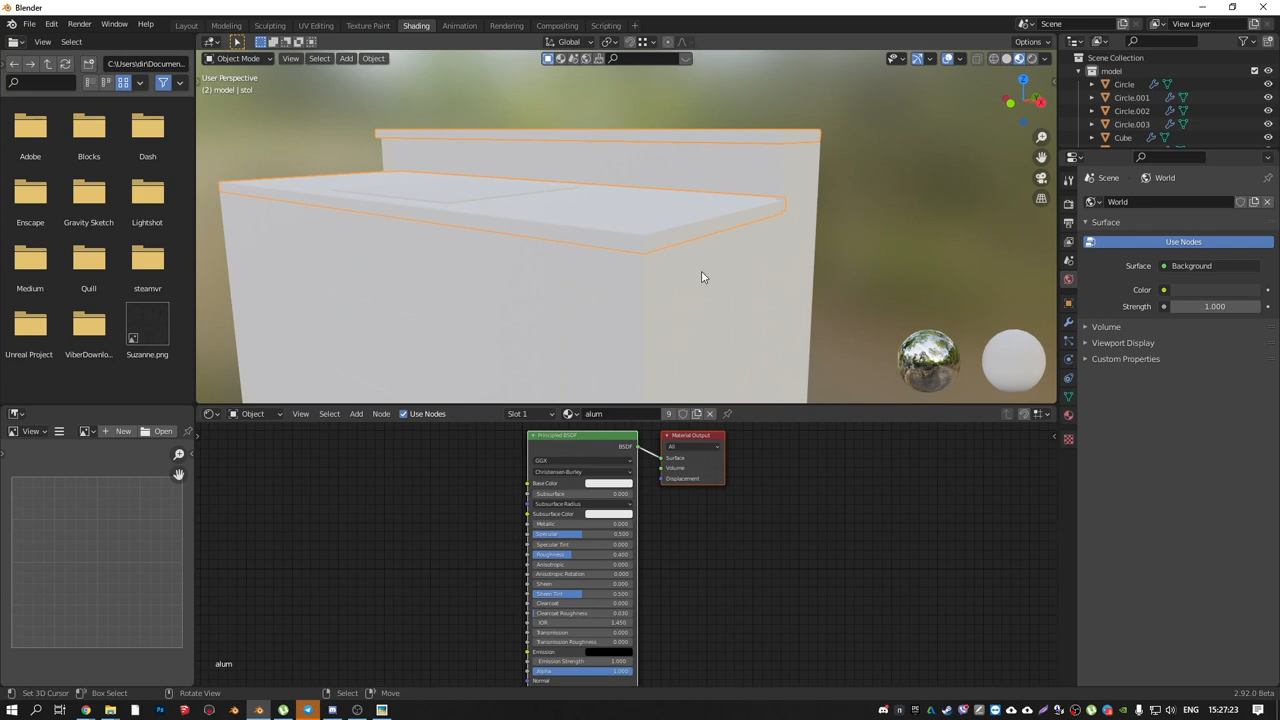 Blender
File Edit Render Window Help
Layout Modeling Sculpting UV Editing Texture Paint Shading Animation Rendering Compositing Scripting +
Scene
View Layer
View Select
Global
Options
C:\Users\dir\Documen...
Object Mode View Select Add Object
User Perspective
(2) model | stol
Adobe
Blocks
Dash
Enscape
Gravity Sketch
Lightshot
Medium
Quill
steamvr
Unreal Project
ViberDownlo...
Suzanne.png
Z
X
Scene Collection
model
Circle
Circle.001
Circle.002
Circle.003
Cube
Scene > World
World
Surface
Use Nodes
Surface Background
Color
Strength 1.000
Volume
Viewport Display
Custom Properties
View
New
Open
Object View Select Add Node Use Nodes Slot 1 alum 9
Principled BSDF
BSDF
GGX
Christensen-Burley
Base Color
Subsurface 0.000
Subsurface Radius
Subsurface Color
Metallic 0.000
Specular 0.500
Specular Tint 0.000
Roughness 0.400
Anisotropic 0.000
Anisotropic Rotation 0.000
Sheen 0.000
Sheen Tint 0.500
Clearcoat 0.000
Clearcoat Roughness 0.030
IOR 1.450
Transmission 0.000
Transmission Roughness 0.000
Emission
Emission Strength 1.000
Alpha 1.000
Normal
Material Output
All
Surface
Volume
Displacement
alum
Set 3D Cursor Box Select Rotate View Select Move
2.92.0 Beta
ENG 15:27:23